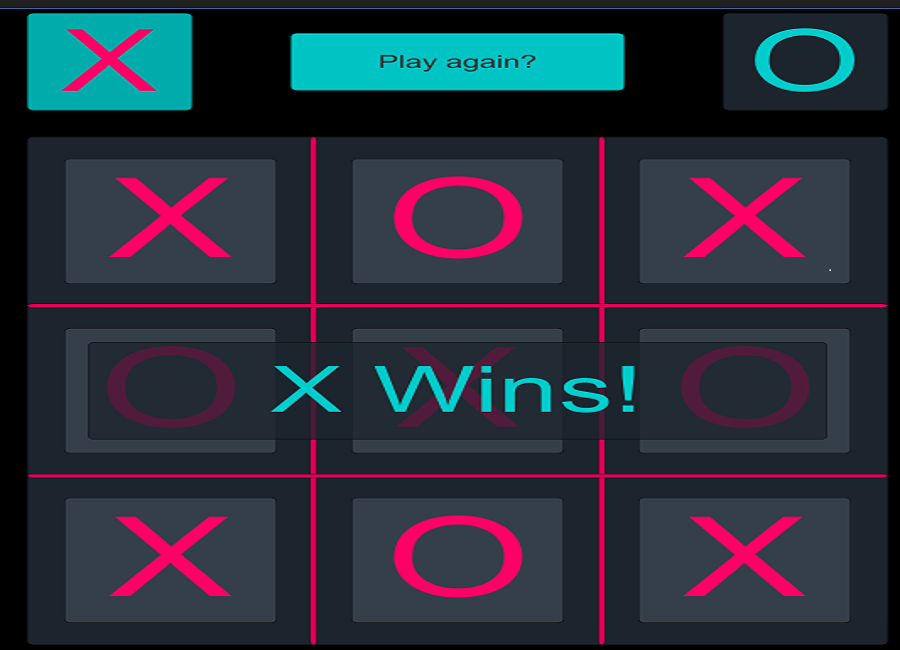 X Play again? O
X O X
O X O
X Wins!
X O X